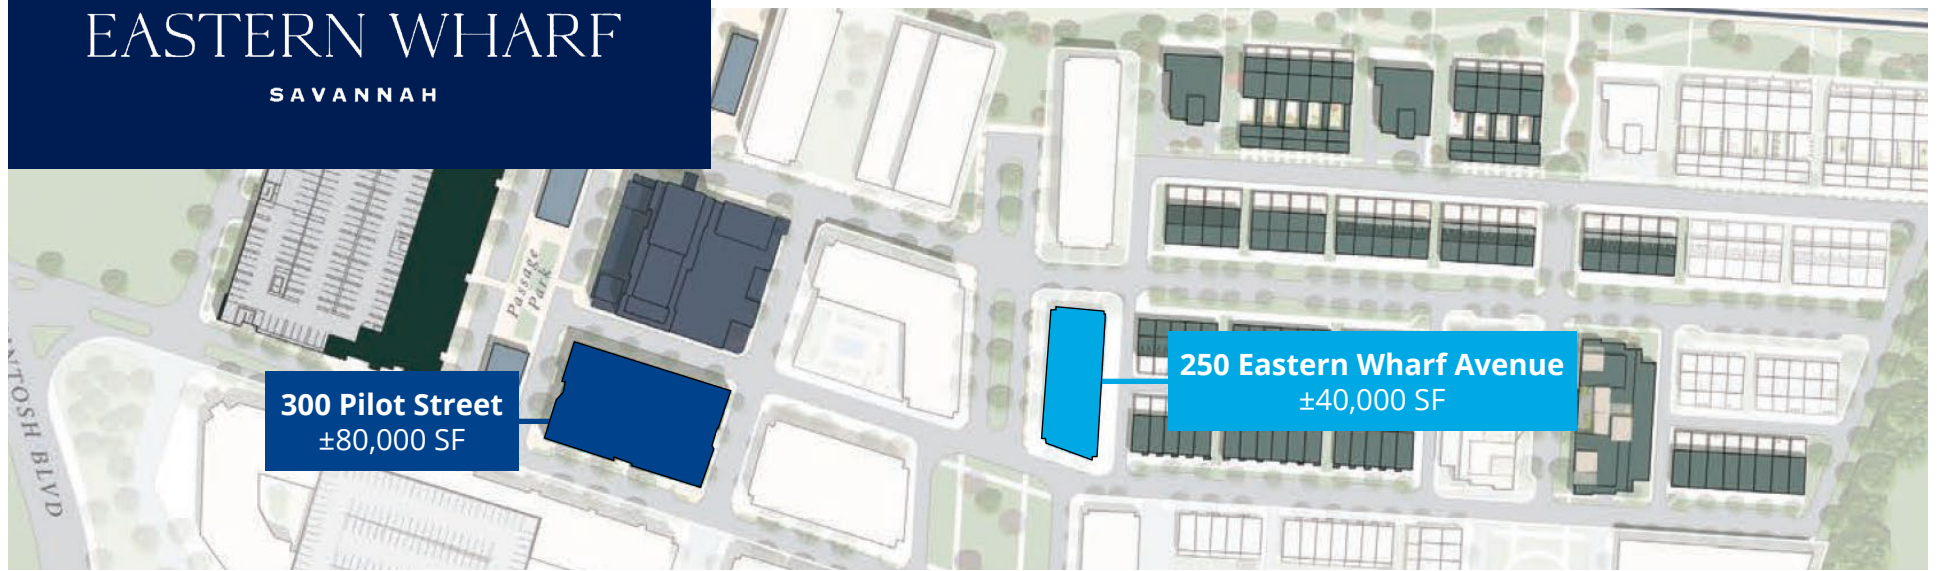 EASTERN WHARF
SAVANNAH
Passage
Park
300 Pilot Street
±80,000 SF
250 Eastern Wharf Avenue
±40,000 SF
INTOSH BLVD